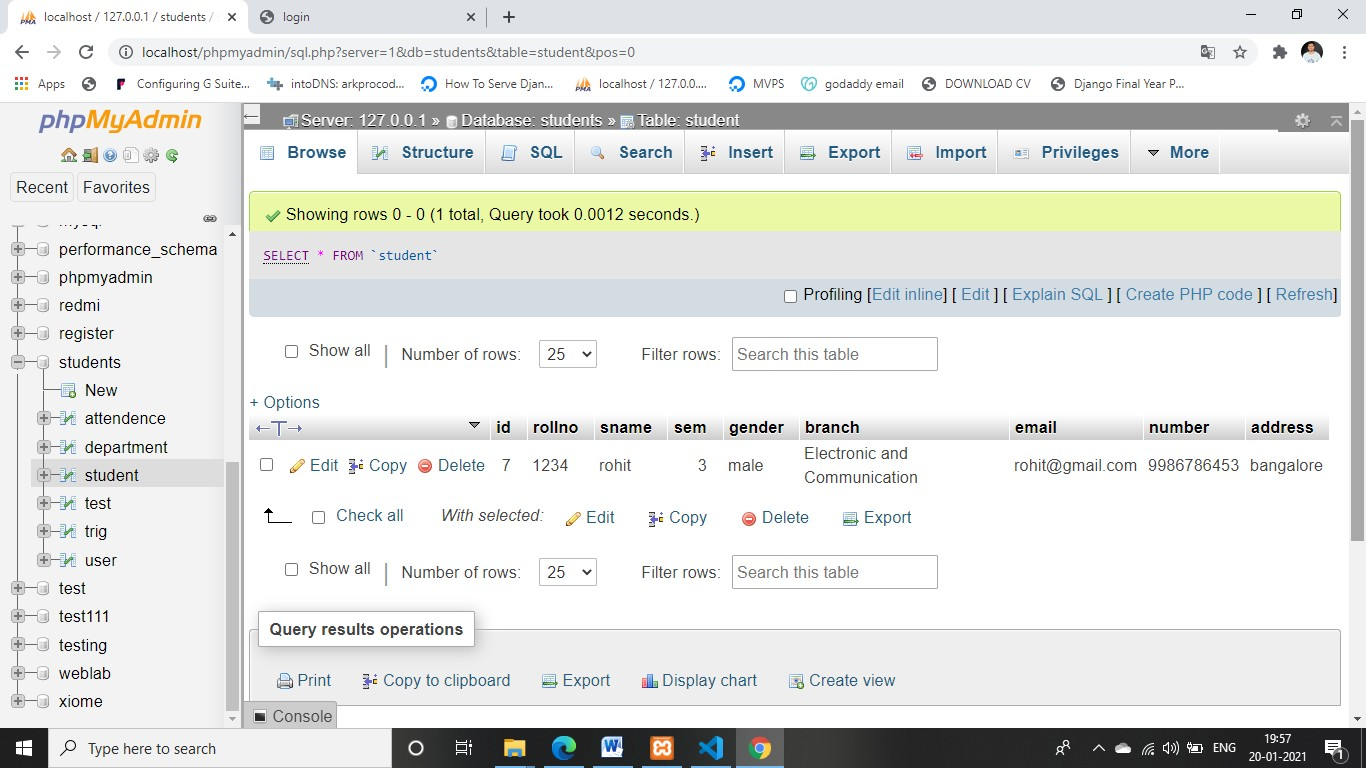 localhost / 127.0.0.1 / students /
login
localhost/phpmyadmin/sql.php?server=1&db=students&table=student&pos=0
Apps Configuring G Suite... intoDNS: arkprocod... How To Serve Djan... localhost / 127.0.0.... MVPS godaddy email DOWNLOAD CV Django Final Year P...
phpMyAdmin
Recent Favorites
performance_schema
phpmyadmin
redmi
register
students
New
attendence
department
student
test
trig
user
test
test111
testing
weblab
xiome
Server: 127.0.0.1 » Database: students » Table: student
Browse Structure SQL Search Insert Export Import Privileges More
Showing rows 0 - 0 (1 total, Query took 0.0012 seconds.)
SELECT * FROM `student`
Profiling [Edit inline] [ Edit ] [ Explain SQL ] [ Create PHP code ] [ Refresh]
Show all | Number of rows: 25 Filter rows: Search this table
+ Options
←T→ id rollno sname sem gender branch email number address
Edit Copy Delete 7 1234 rohit 3 male Electronic and Communication rohit@gmail.com 9986786453 bangalore
Check all With selected: Edit Copy Delete Export
Show all | Number of rows: 25 Filter rows: Search this table
Query results operations
Print Copy to clipboard Export Display chart Create view
Console
Type here to search
ENG
19:57
20-01-2021
1